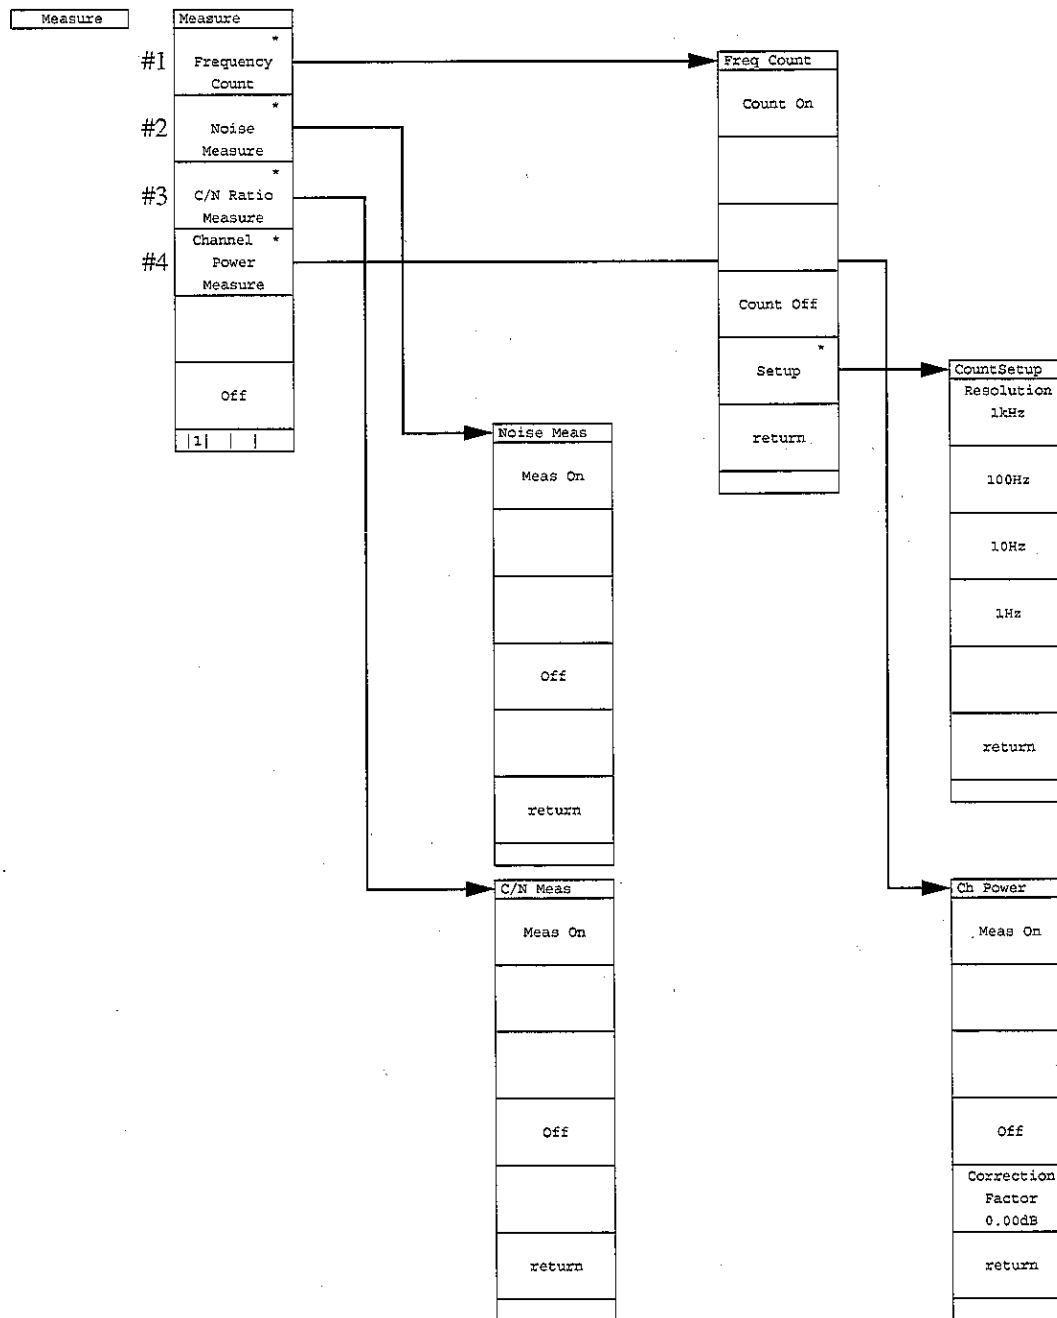 Measure
Measure
#1
*
Frequency
Count
#2
*
Noise
Measure
#3
*
C/N Ratio
Measure
#4
Channel *
Power
Measure
Off
|1| | |
Freq Count
Count On
Count Off
*
Setup
return
CountSetup
Resolution
1kHz
100Hz
10Hz
1Hz
return
Noise Meas
Meas On
Off
return
C/N Meas
Meas On
Off
return
Ch Power
Meas On
Off
Correction
Factor
0.00dB
return